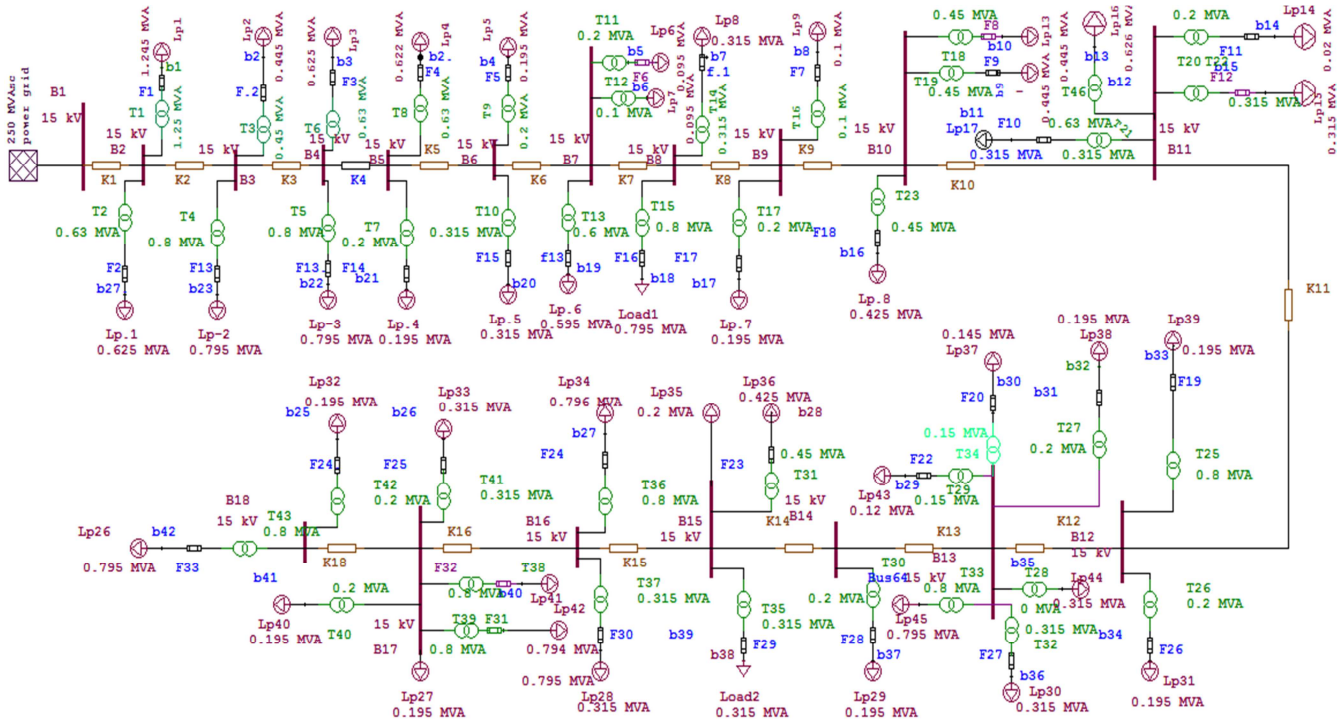 250 MVAsc
power grid
B1
15 kV
K1
B2
15 kV
1.245 MVA
Lp1
b1
F1
T1
1.25 MVA
T2
0.63 MVA
F2
b27
Lp.1
0.625 MVA
K2
Lp2
0.445 MVA
b2
F.2
T3
0.45 MVA
15 kV
B3
T4
0.8 MVA
F13
b23
Lp-2
0.795 MVA
K3
Lp3
0.625 MVA
b3
F3
T6
0.63 MVA
B4
15 kV
T5
0.8 MVA
F13.
b22
Lp-3
0.795 MVA
K4
Lp4
0.622 MVA
b2.
F4
T8
0.63 MVA
15 kV
B5
T7
0.2 MVA
F14
b21
Lp.4
0.195 MVA
K5
Lp5
0.195 MVA
b4
F5
T9
0.2 MVA
15 kV
B6
T10
0.315 MVA
F15
b20
Lp.5
0.315 MVA
K6
T11
0.2 MVA
b5
F6
Lp6
0.095 MVA
T12
0.1 MVA
b6
Lp7
0.095 MVA
15 kV
B7
T13
0.6 MVA
f13
b19
Lp.6
0.595 MVA
K7
Lp8
0.315 MVA
b7
f.1
T14
0.315 MVA
15 kV
B8
T15
0.8 MVA
F16
b18
Load1
0.795 MVA
K8
Lp9
0.1 MVA
b8
F7
T16
0.1 MVA
15 kV
B9
T17
0.2 MVA
F17
b17
Lp.7
0.195 MVA
K9
F18
0.45 MVA
T18
F8
b10
Lp13
0.445 MVA
T19
0.45 MVA
F9
b9
0.445 MVA
15 kV
B10
T23
0.45 MVA
b16
Lp.8
0.425 MVA
K10
Lp16
0.626 MVA
b13
b12
T46
0.63 MVA
b11
Lp17
F10
0.315 MVA
T21
0.315 MVA
0.2 MVA
b14
Lp14
0.02 MVA
F11
T20
T22
b15
F12
0.315 MVA
Lp15
0.315 MVA
15 kV
B11
K11
Lp39
0.195 MVA
b33
F19
T25
0.8 MVA
K12
B12
15 kV
T26
0.2 MVA
b34
F26
Lp31
0.195 MVA
0.195 MVA
Lp38
b32
b31
T27
0.2 MVA
0.145 MVA
Lp37
b30
F20
0.15 MVA
T34
F22
b29
T29
0.15 MVA
Lp43
0.12 MVA
K13
B13
15 kV
b35
T28
0 MVA
Lp44
0.315 MVA
T33
0.8 MVA
Lp45
0.795 MVA
0.315 MVA
T32
F27
b36
Lp30
0.315 MVA
T30
Bus64
0.2 MVA
F28
b37
Lp29
0.195 MVA
K14
B14
15 kV
Lp36
0.425 MVA
b28
0.45 MVA
T31
Lp35
0.2 MVA
F23
T36
0.8 MVA
B15
15 kV
T35
0.315 MVA
b39
F29
b38
Load2
0.315 MVA
K15
Lp34
0.796 MVA
b27
F24
B16
15 kV
T37
0.315 MVA
F30
Lp28
0.315 MVA
K16
Lp33
0.315 MVA
b26
F25
T41
0.315 MVA
F32
T38
0.8 MVA
b40
Lp41
T39
0.8 MVA
F31
Lp42
0.794 MVA
0.795 MVA
15 kV
B17
Lp27
0.195 MVA
0.2 MVA
T40
Lp40
0.195 MVA
b41
K18
Lp32
0.195 MVA
b25
F24
T42
0.2 MVA
B18
15 kV
T43
0.8 MVA
Lp26
b42
F33
0.795 MVA